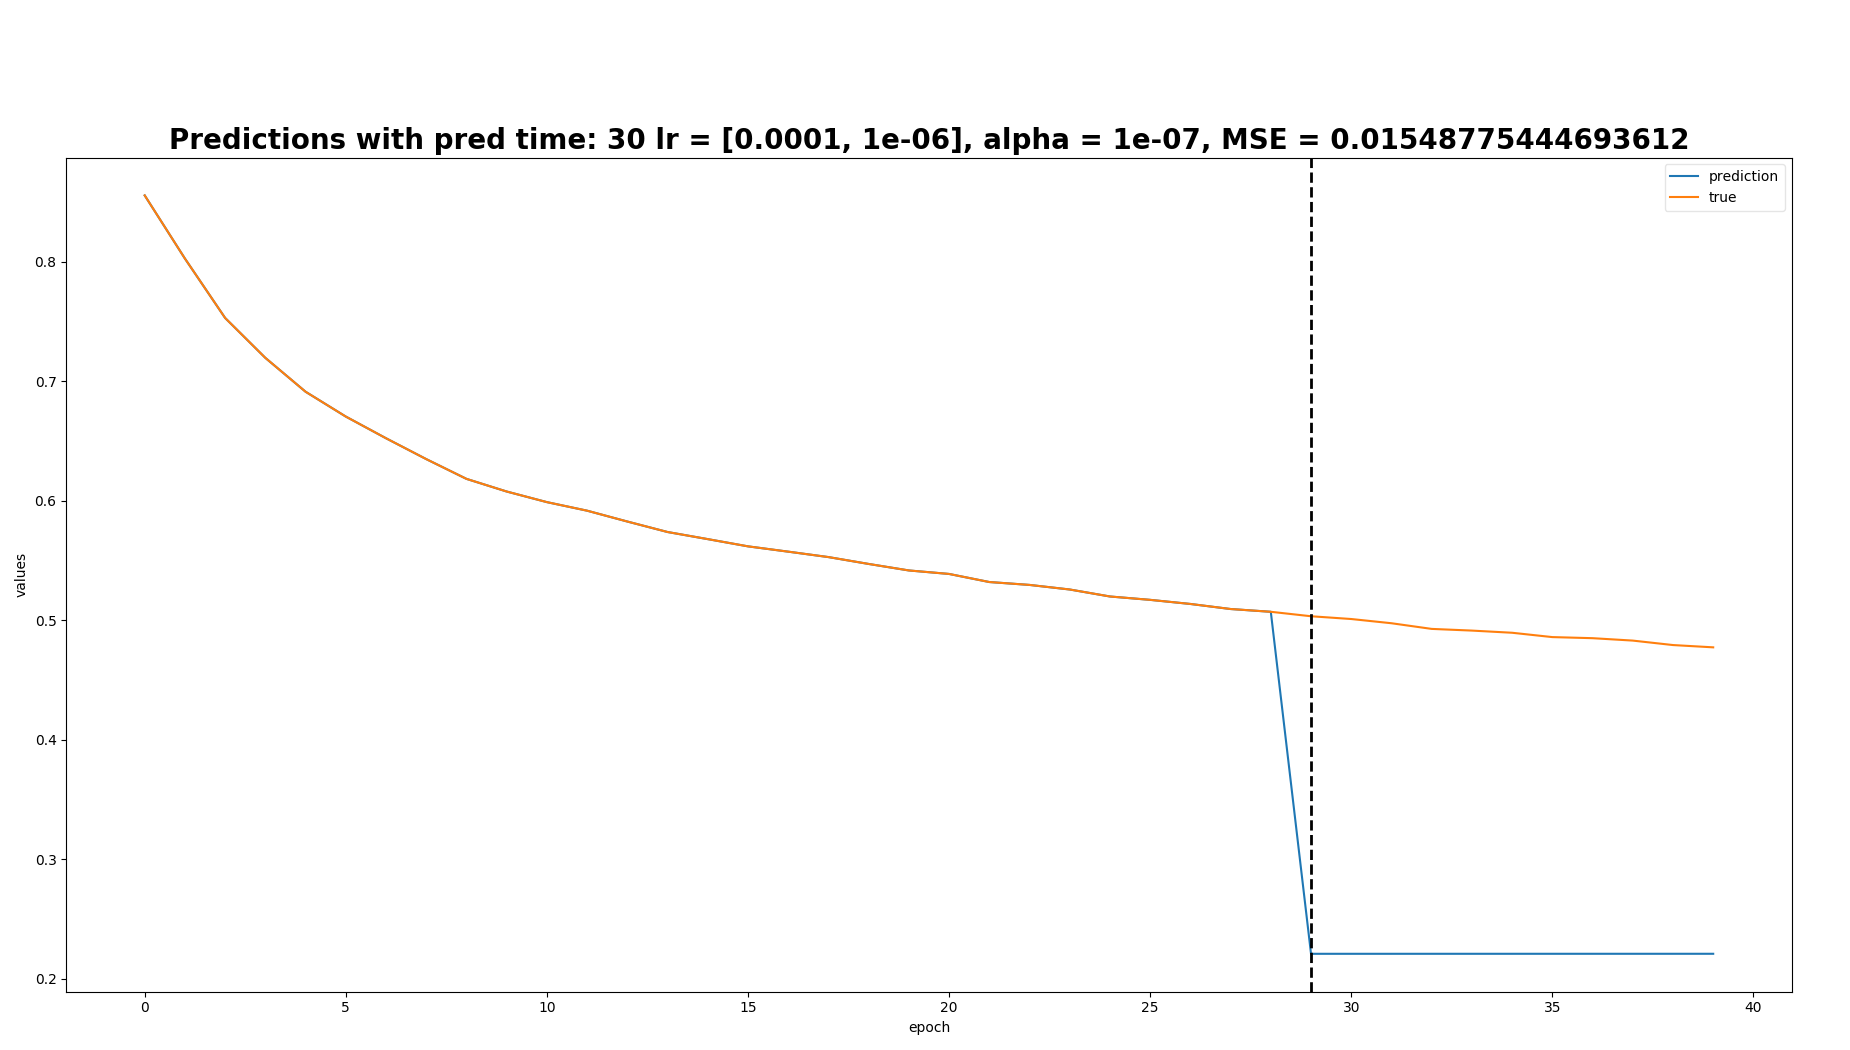 Predictions with pred time: 30 lr = [0.0001, 1e-06], alpha = 1e-07, MSE = 0.01548775444693612
prediction
true
0.8
0.7
0.6
0.5
0.4
0.3
0.2
values
0 5 10 15 20 25 30 35 40
epoch